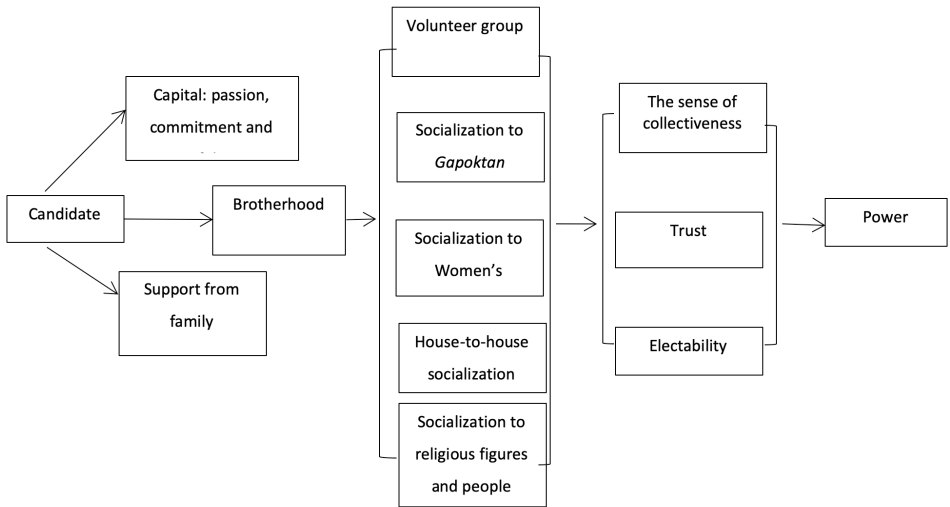 Volunteer group
Capital: passion,
commitment and
Socialization to
Gapoktan
The sense of
collectiveness
Candidate
Brotherhood
Socialization to
Women's
Trust
Power
Support from
family
House-to-house
socialization
Electability
Socialization to
religious figures
and people